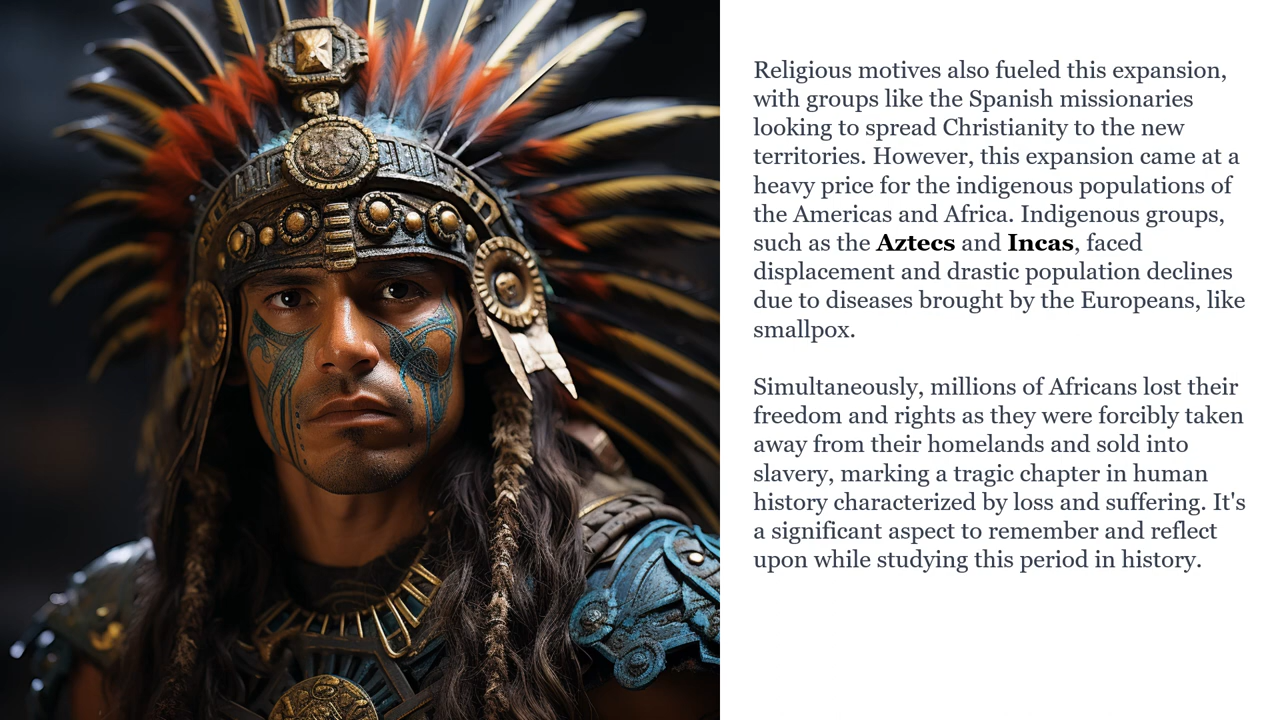 Religious motives also fueled this expansion,
with groups like the Spanish missionaries
looking to spread Christianity to the new
territories. However, this expansion came at a
heavy price for the indigenous populations of
the Americas and Africa. Indigenous groups,
such as the Aztecs and Incas, faced
displacement and drastic population declines
due to diseases brought by the Europeans, like
smallpox.
Simultaneously, millions of Africans lost their
freedom and rights as they were forcibly taken
away from their homelands and sold into
slavery, marking a tragic chapter in human
history characterized by loss and suffering. It's
a significant aspect to remember and reflect
upon while studying this period in history.